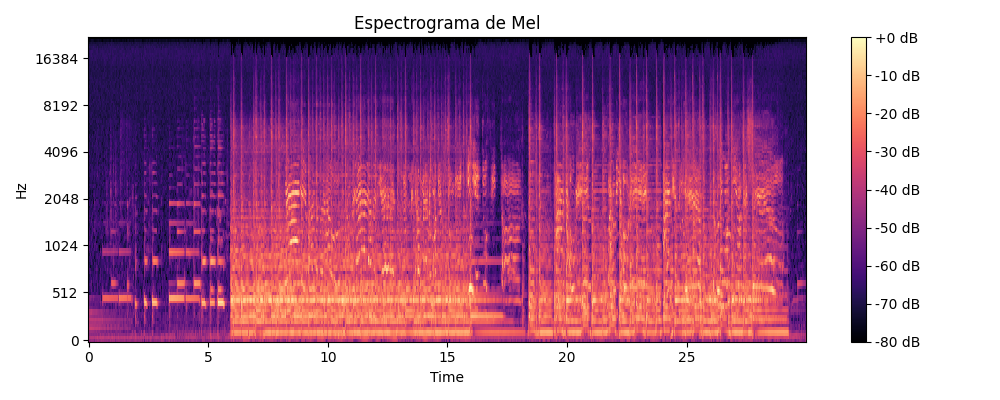 Espectrograma de Mel
Hz
16384
8192
4096
2048
1024
512
0
0 5 10 15 20 25
Time
+0 dB
-10 dB
-20 dB
-30 dB
-40 dB
-50 dB
-60 dB
-70 dB
-80 dB